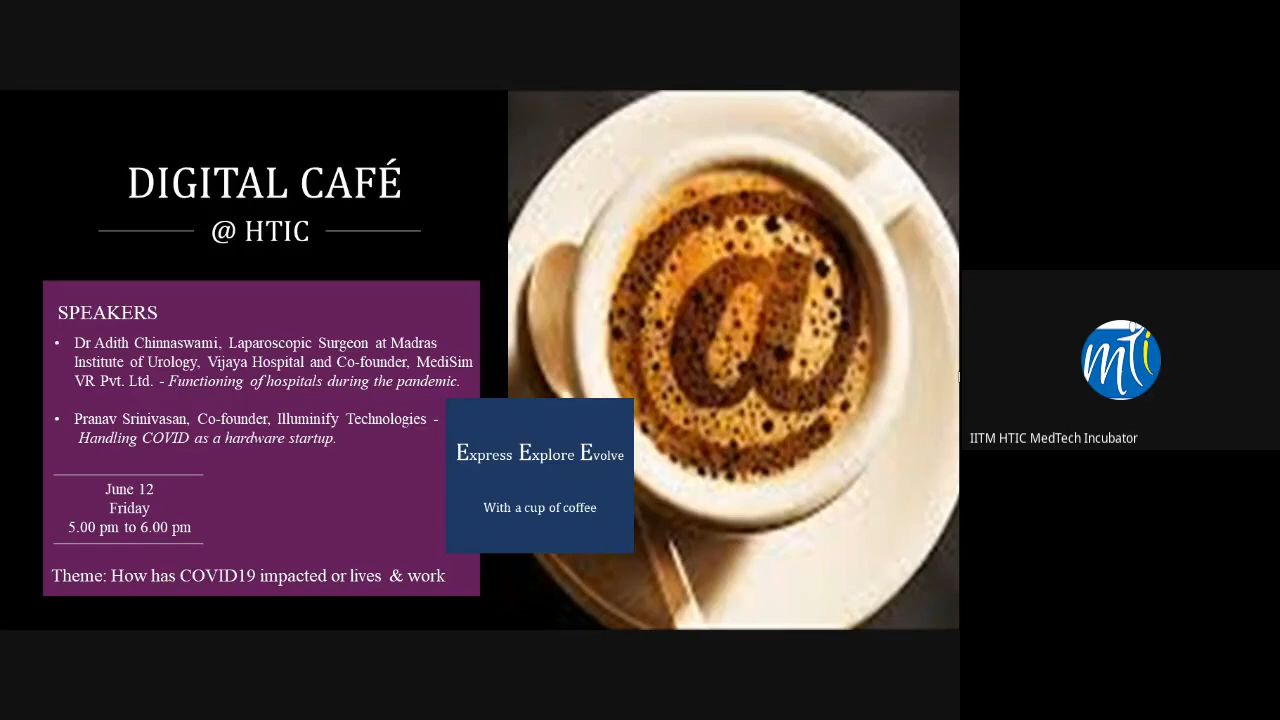 DIGITAL CAFÉ
@ HTIC
SPEAKERS
• Dr Adith Chinnaswami, Laparoscopic Surgeon at Madras
Institute of Urology, Vijaya Hospital and Co-founder, MediSim
VR Pvt. Ltd. - Functioning of hospitals during the pandemic.
• Pranav Srinivasan, Co-founder, Illuminify Technologies -
Handling COVID as a hardware startup.
June 12
Friday
5.00 pm to 6.00 pm
Theme: How has COVID19 impacted or lives & work
Express Explore Evolve
With a cup of coffee
@
mti
IITM HTIC MedTech Incubator